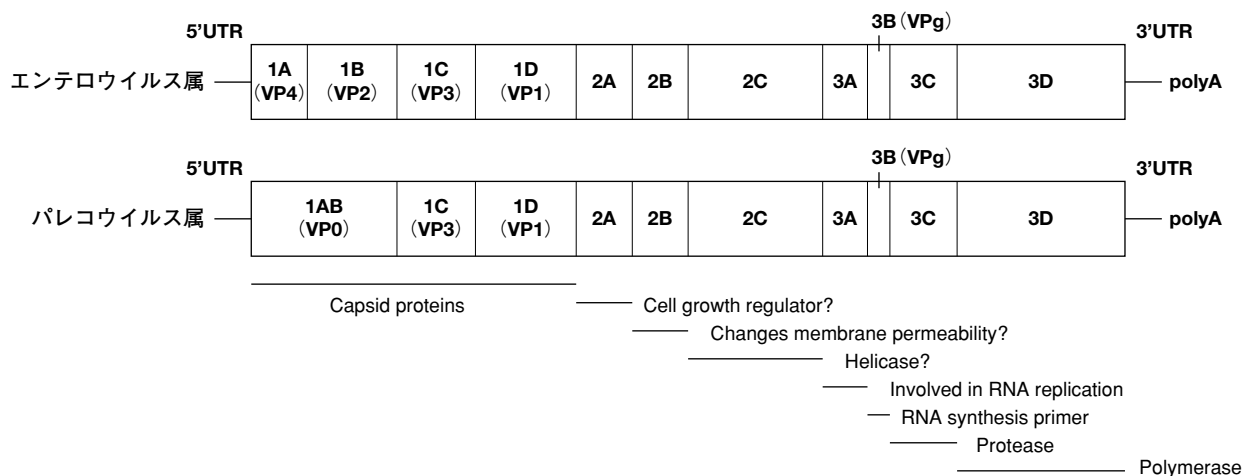 3B（VPg）
5’UTR 3’UTR
エンテロウイルス属 1A（VP4） 1B（VP2） 1C（VP3） 1D（VP1） 2A 2B 2C 3A 3C 3D polyA
3B（VPg）
5’UTR 3’UTR
パレコウイルス属 1AB（VP0） 1C（VP3） 1D（VP1） 2A 2B 2C 3A 3C 3D polyA
Capsid proteins Cell growth regulator?
Changes membrane permeability?
Helicase?
Involved in RNA replication
RNA synthesis primer
Protease
Polymerase